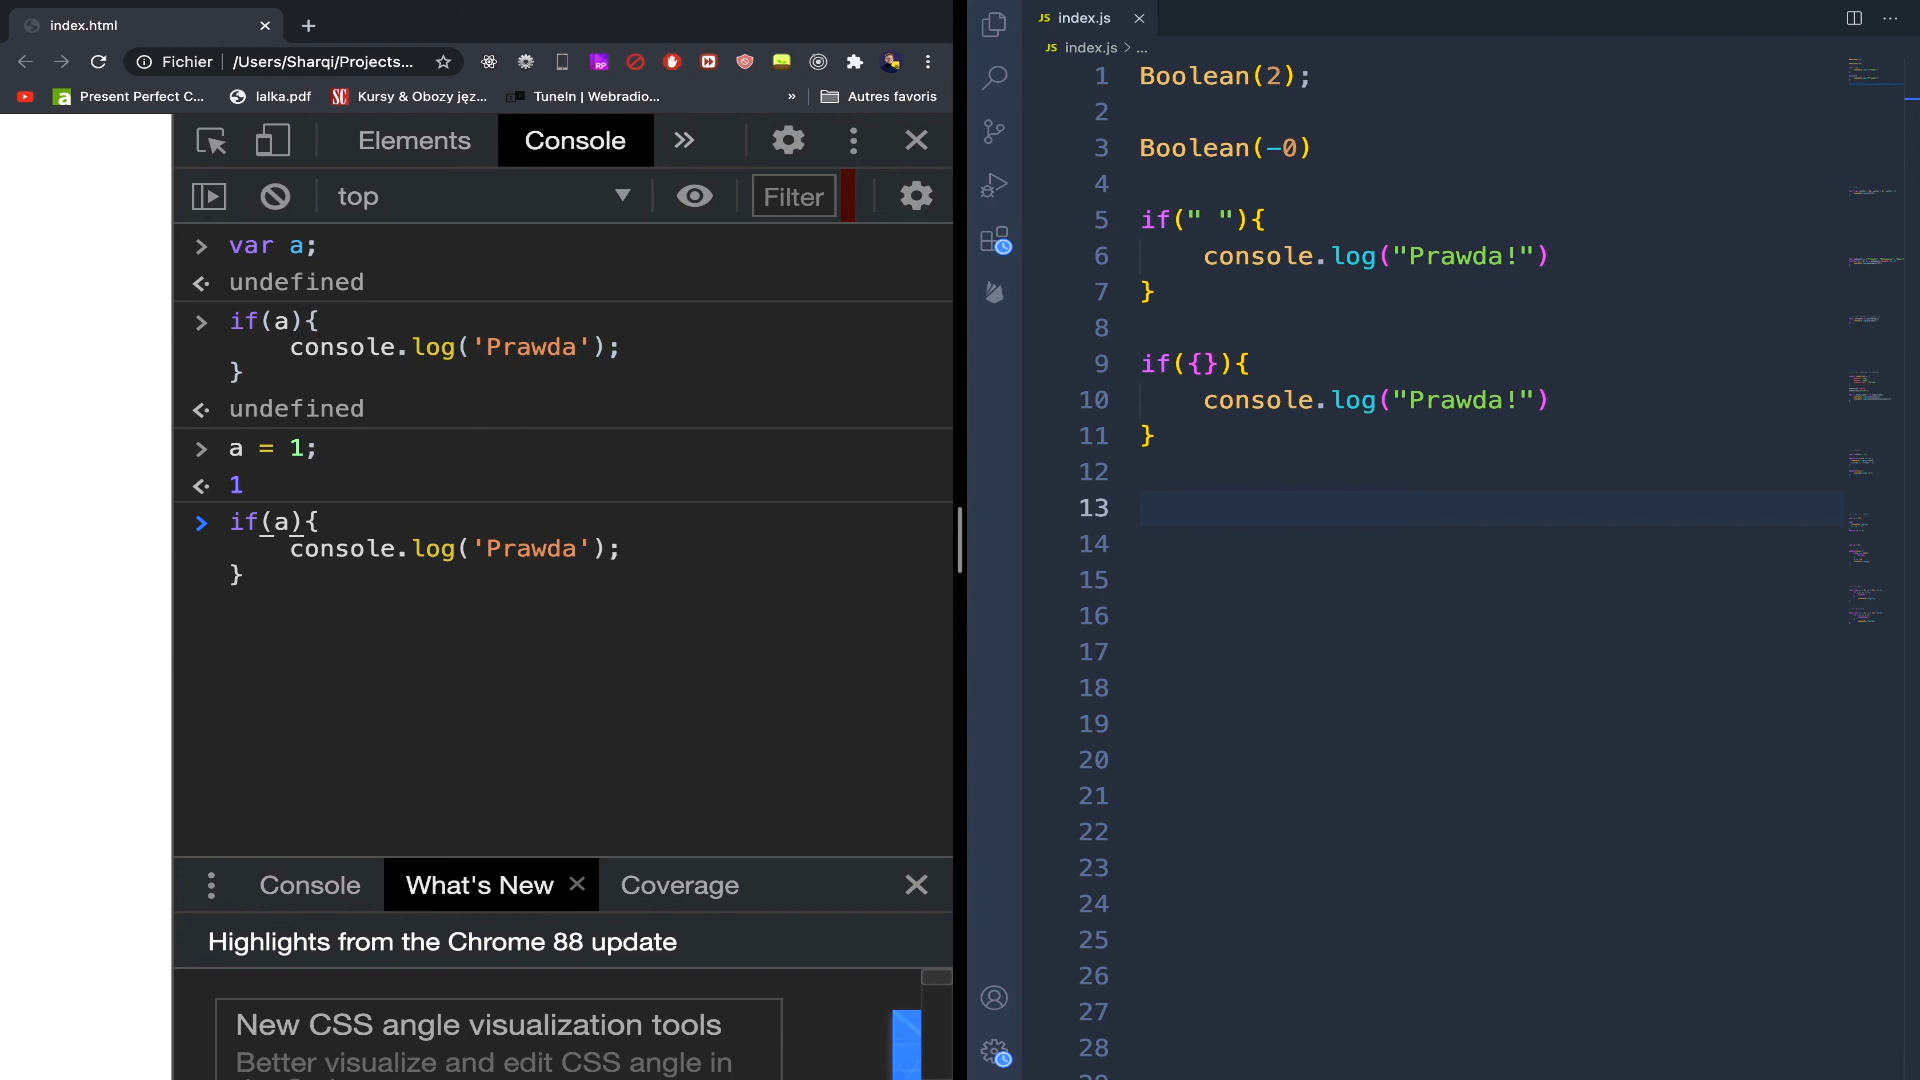 index.html
Fichier /Users/Sharqi/Projects...
Present Perfect C... lalka.pdf Kursy & Obozy jęz... TuneIn | Webradio... » Autres favoris
Elements Console
top Filter
> var a;
<· undefined
> if(a){
console.log('Prawda');
}
<· undefined
> a = 1;
<· 1
> if(a){
console.log('Prawda');
}
Console What's New Coverage
Highlights from the Chrome 88 update
New CSS angle visualization tools
Better visualize and edit CSS angle in
JS index.js
JS index.js > ...
1 Boolean(2);
2
3 Boolean(-0)
4
5 if(" "){
6 console.log("Prawda!")
7 }
8
9 if({}){
10 console.log("Prawda!")
11 }
12
13
14
15
16
17
18
19
20
21
22
23
24
25
26
27
28